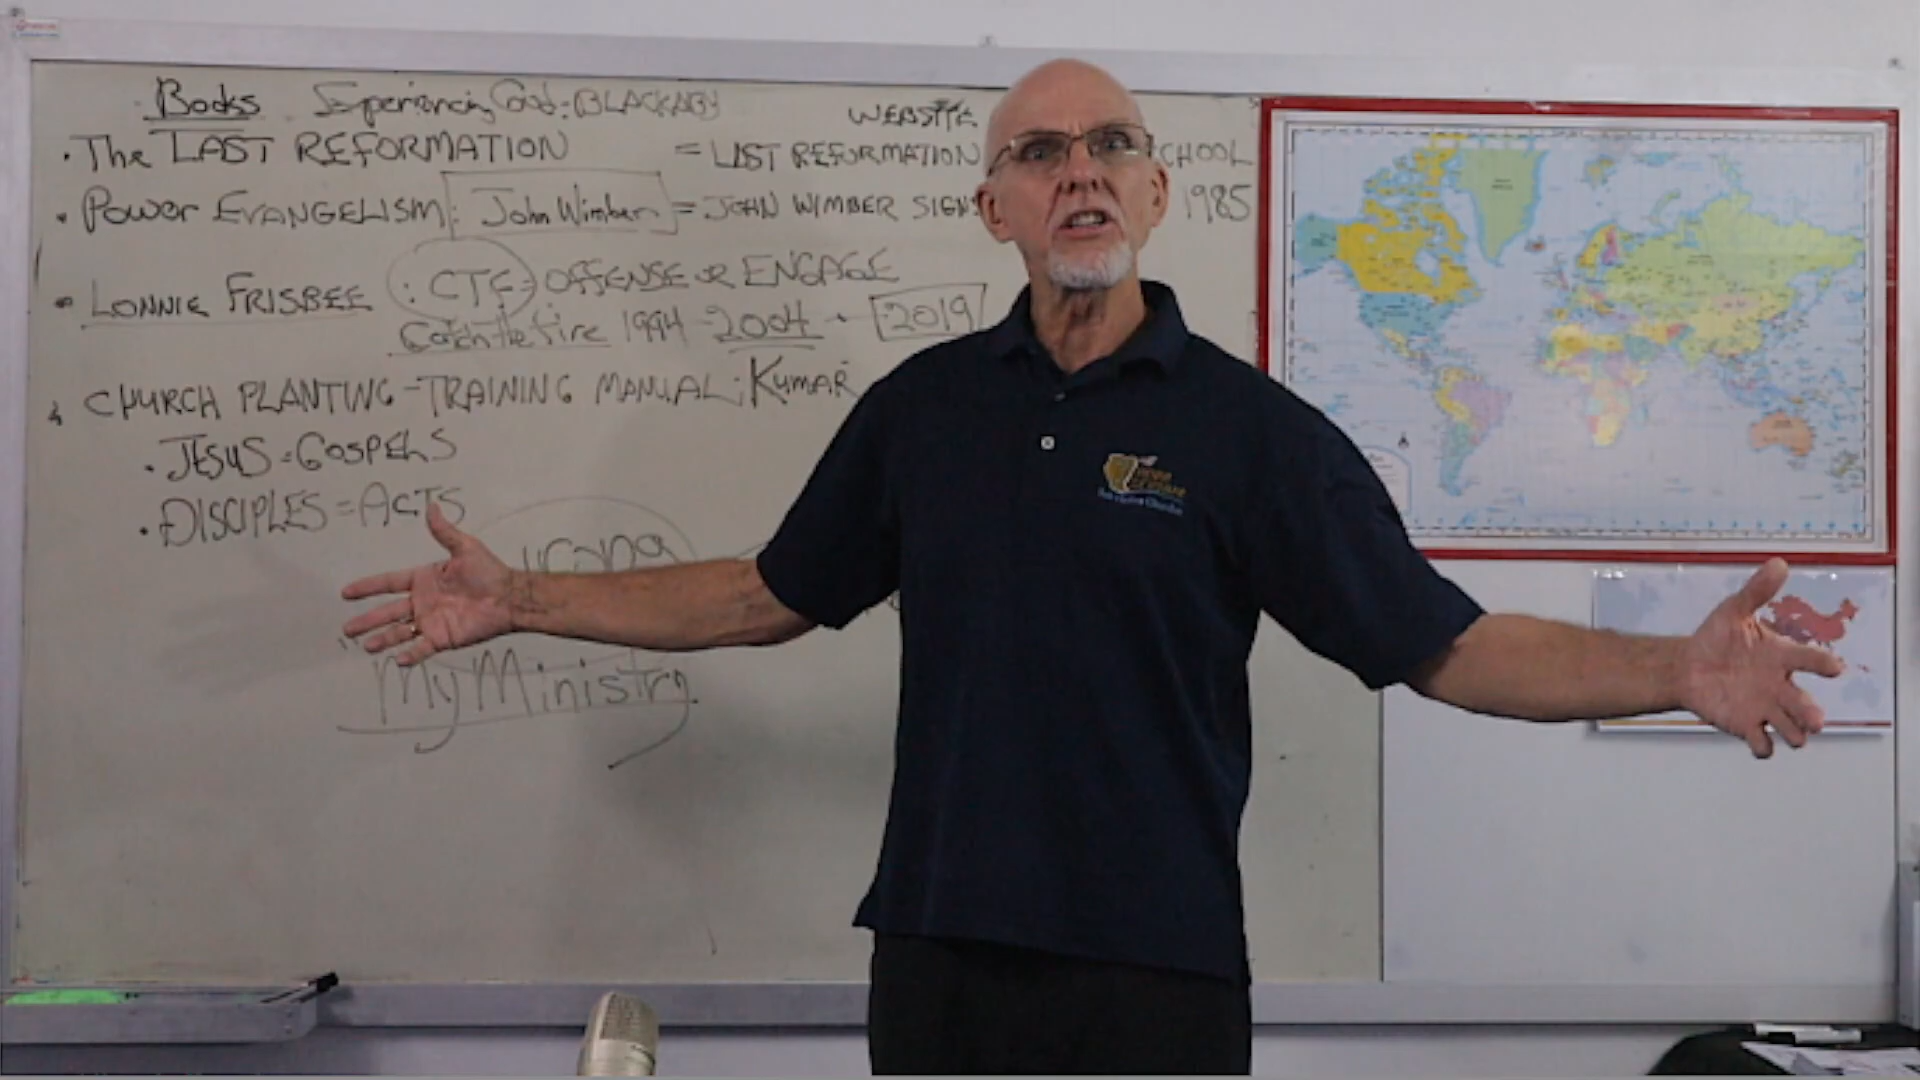 Books Experiencing God: BLACKABY
WEBSITE
• The LAST REFORMATION = LAST REFORMATION CHOOL
• POWER EVANGELISM: John Wimber = JOHN WIMBER SIGN 1985
• LONNIE FRISBEE : CTF = OFFENSE or ENGAGE
Catch the Fire 1994 - 2004 - 2019
CHURCH PLANTING - TRAINING MANUAL: KUMAR
• JESUS = GOSPELS
• DISCIPLES = ACTS
"My Ministry